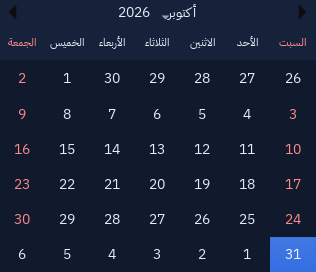 أكتوبر 2026
السبت الأحد الاثنين الثلاثاء الأربعاء الخميس الجمعة
26 27 28 29 30 1 2
3 4 5 6 7 8 9
10 11 12 13 14 15 16
17 18 19 20 21 22 23
24 25 26 27 28 29 30
31 1 2 3 4 5 6